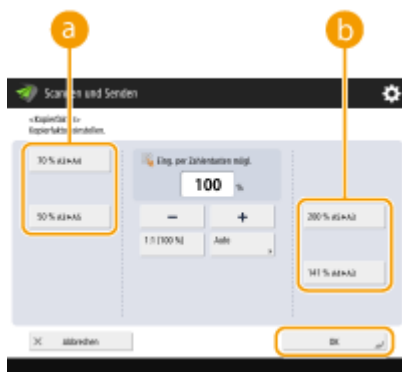 a
b
Scannen und Senden
<Kopierfaktor>
Kopierfaktor einstellen.
70 % A3▸A4
50 % A3▸A5
Eing. per Zahlentasten mögl.
100 %
−
+
1:1 (100 %)
Auto
200 % A5▸A3
141 % A4▸A3
Abbrechen
OK